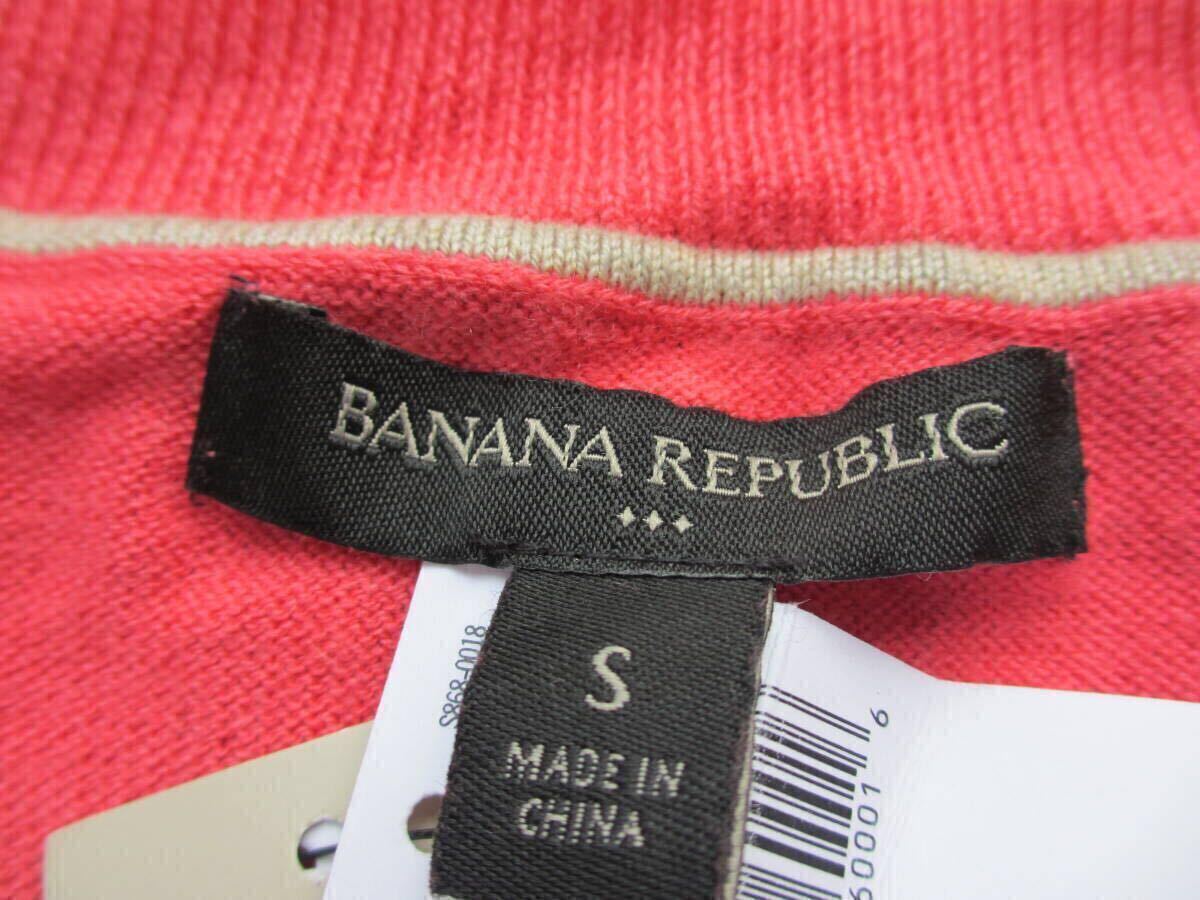 BANANA REPUBLIC
S
MADE IN
CHINA
S868-0018
60001 6